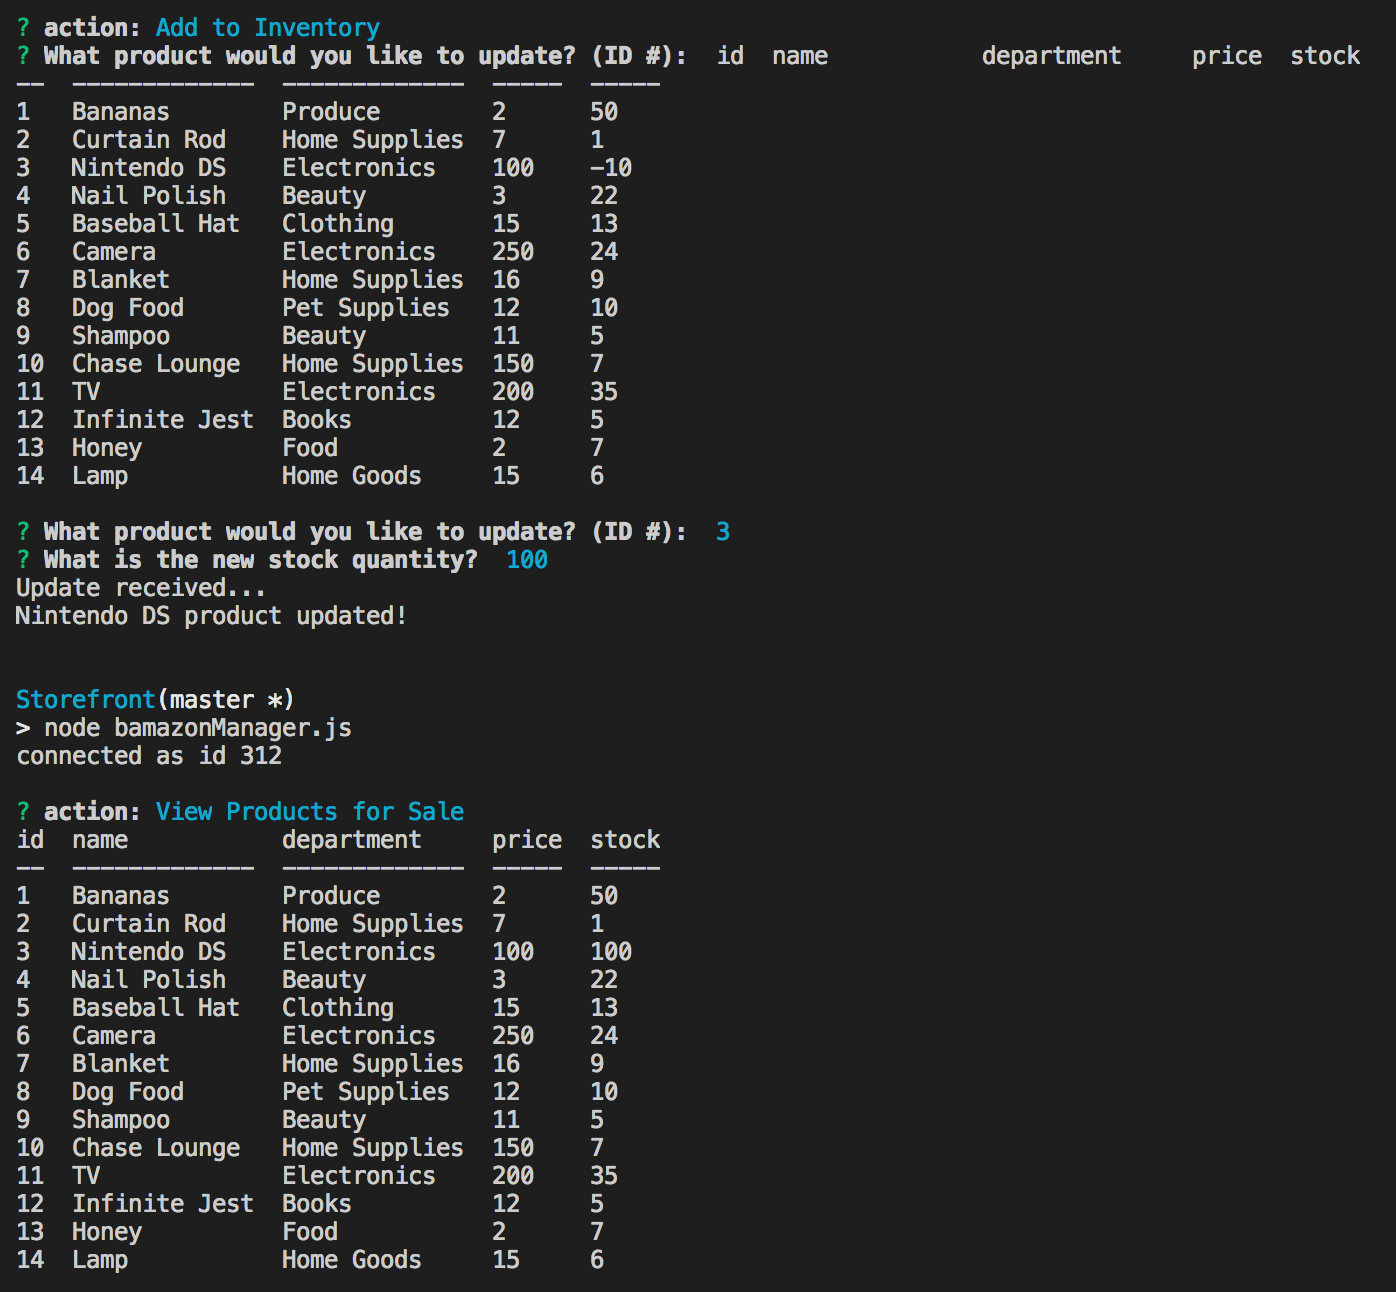 ? action: Add to Inventory
? What product would you like to update? (ID #):  id  name           department     price  stock
--  -------------  -------------  -----  -----
1   Bananas        Produce        2      50
2   Curtain Rod    Home Supplies  7      1
3   Nintendo DS    Electronics    100    -10
4   Nail Polish    Beauty         3      22
5   Baseball Hat   Clothing       15     13
6   Camera         Electronics    250    24
7   Blanket        Home Supplies  16     9
8   Dog Food       Pet Supplies   12     10
9   Shampoo        Beauty         11     5
10  Chase Lounge   Home Supplies  150    7
11  TV             Electronics    200    35
12  Infinite Jest  Books          12     5
13  Honey          Food           2      7
14  Lamp           Home Goods     15     6
? What product would you like to update? (ID #):  3
? What is the new stock quantity?  100
Update received...
Nintendo DS product updated!
Storefront(master *)
> node bamazonManager.js
connected as id 312
? action: View Products for Sale
id  name           department     price  stock
--  -------------  -------------  -----  -----
1   Bananas        Produce        2      50
2   Curtain Rod    Home Supplies  7      1
3   Nintendo DS    Electronics    100    100
4   Nail Polish    Beauty         3      22
5   Baseball Hat   Clothing       15     13
6   Camera         Electronics    250    24
7   Blanket        Home Supplies  16     9
8   Dog Food       Pet Supplies   12     10
9   Shampoo        Beauty         11     5
10  Chase Lounge   Home Supplies  150    7
11  TV             Electronics    200    35
12  Infinite Jest  Books          12     5
13  Honey          Food           2      7
14  Lamp           Home Goods     15     6